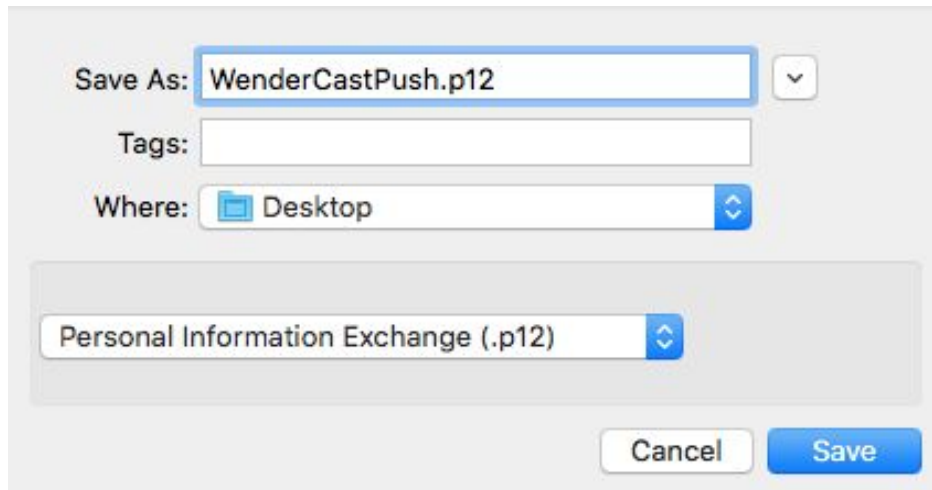 Save As: WenderCastPush.p12
Tags:
Where: Desktop
Personal Information Exchange (.p12)
Cancel Save